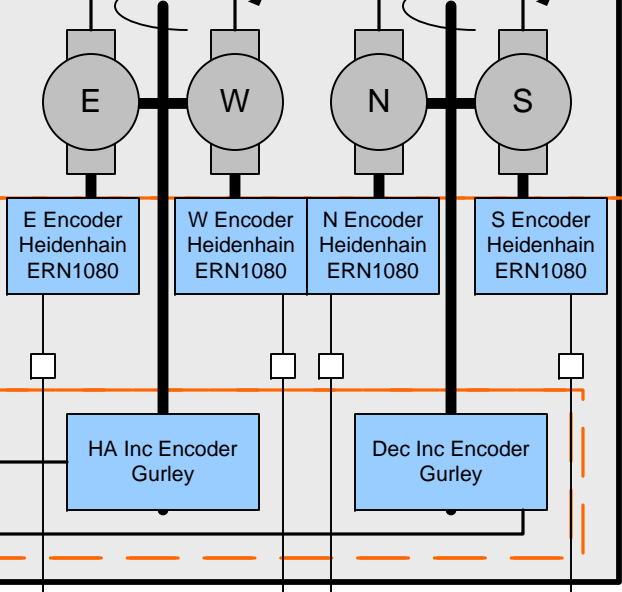 E
W
N
S
E Encoder
Heidenhain
ERN1080
W Encoder
Heidenhain
ERN1080
N Encoder
Heidenhain
ERN1080
S Encoder
Heidenhain
ERN1080
HA Inc Encoder
Gurley
Dec Inc Encoder
Gurley